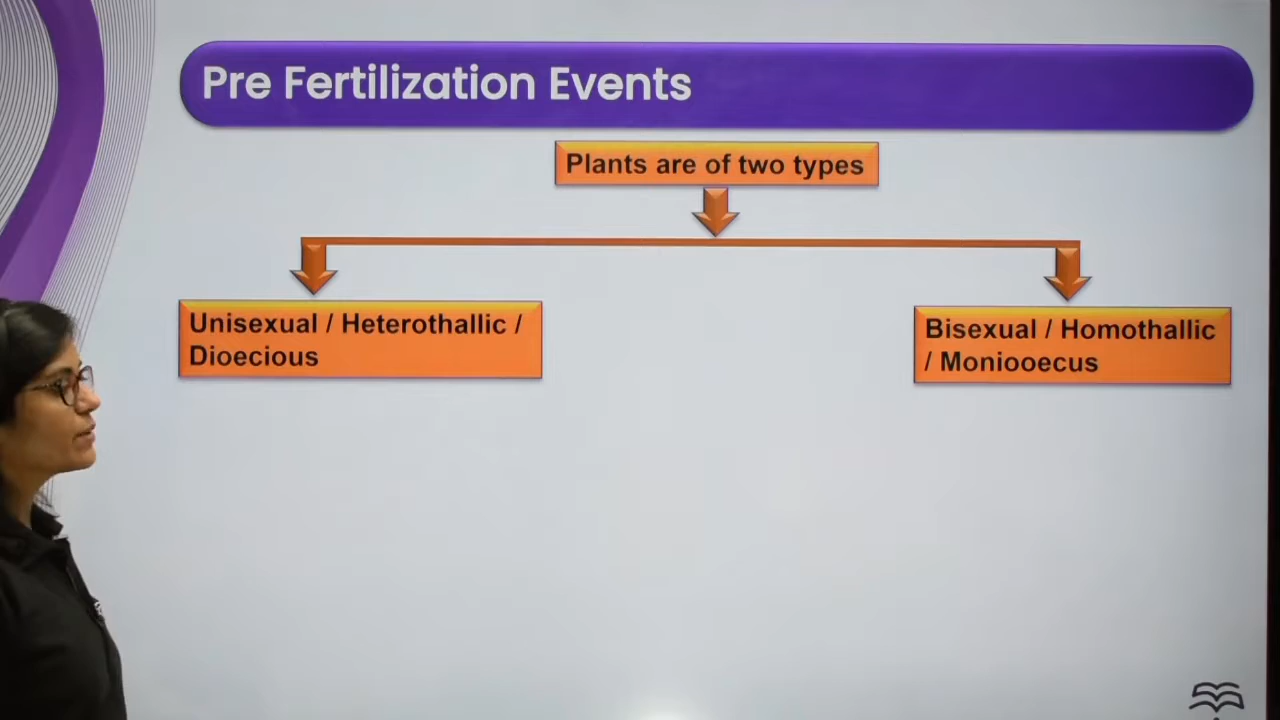 Pre Fertilization Events
Plants are of two types
Unisexual / Heterothallic /
Dioecious
Bisexual / Homothallic
/ Moniooecus